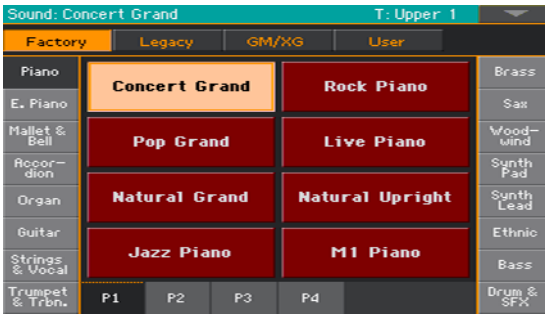 Sound: Concert Grand T: Upper 1
Factory Legacy GM/XG User
Piano
E. Piano
Mallet &
Bell
Accor-
dion
Organ
Guitar
Strings
& Vocal
Trumpet
& Trbn.
Concert Grand Rock Piano
Pop Grand Live Piano
Natural Grand Natural Upright
Jazz Piano M1 Piano
P1 P2 P3 P4
Brass
Sax
Wood-
wind
Synth
Pad
Synth
Lead
Ethnic
Bass
Drum &
SFX